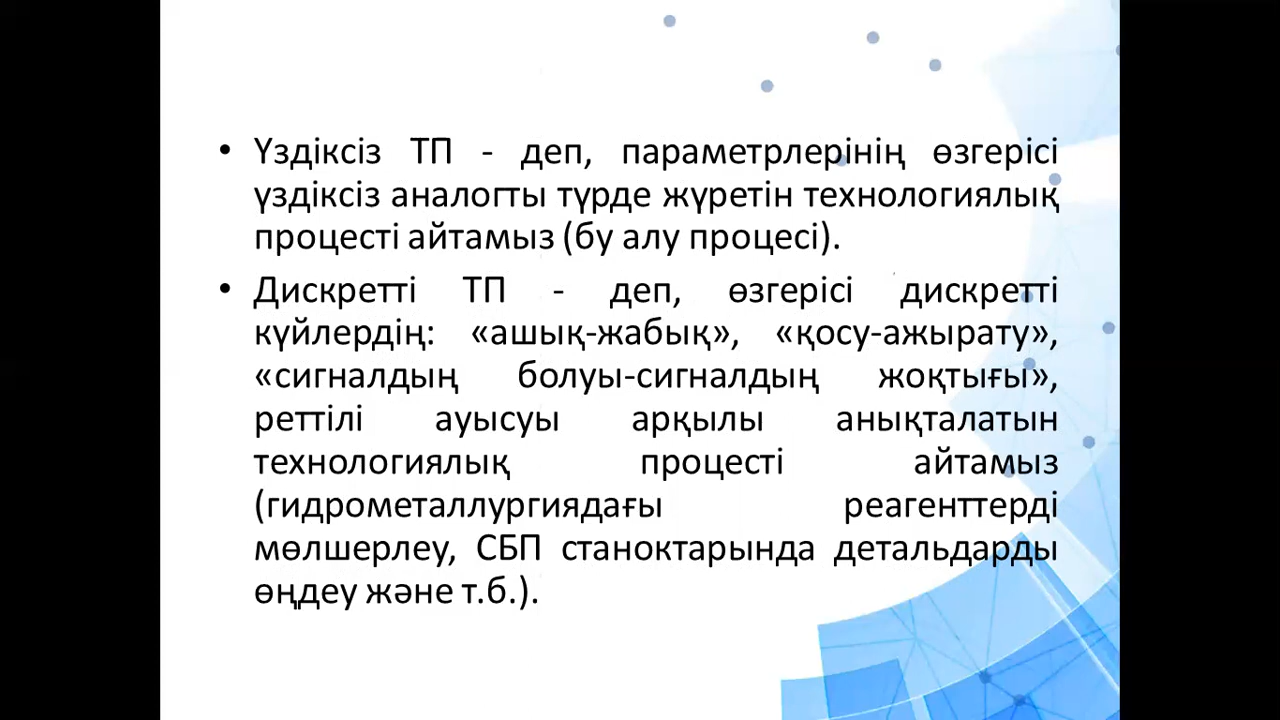 • Үздіксіз ТП - деп, параметрлерінің өзгерісі
үздіксіз аналогты түрде жүретін технологиялық
процесті айтамыз (бу алу процесі).
• Дискретті ТП - деп, өзгерісі дискретті
күйлердің: «ашық-жабық», «қосу-ажырату»,
«сигналдың болуы-сигналдың жоқтығы»,
реттілі ауысуы арқылы анықталатын
технологиялық процесті айтамыз
(гидрометаллургиядағы реагенттерді
мөлшерлеу, СБП станоктарында детальдарды
өңдеу және т.б.).